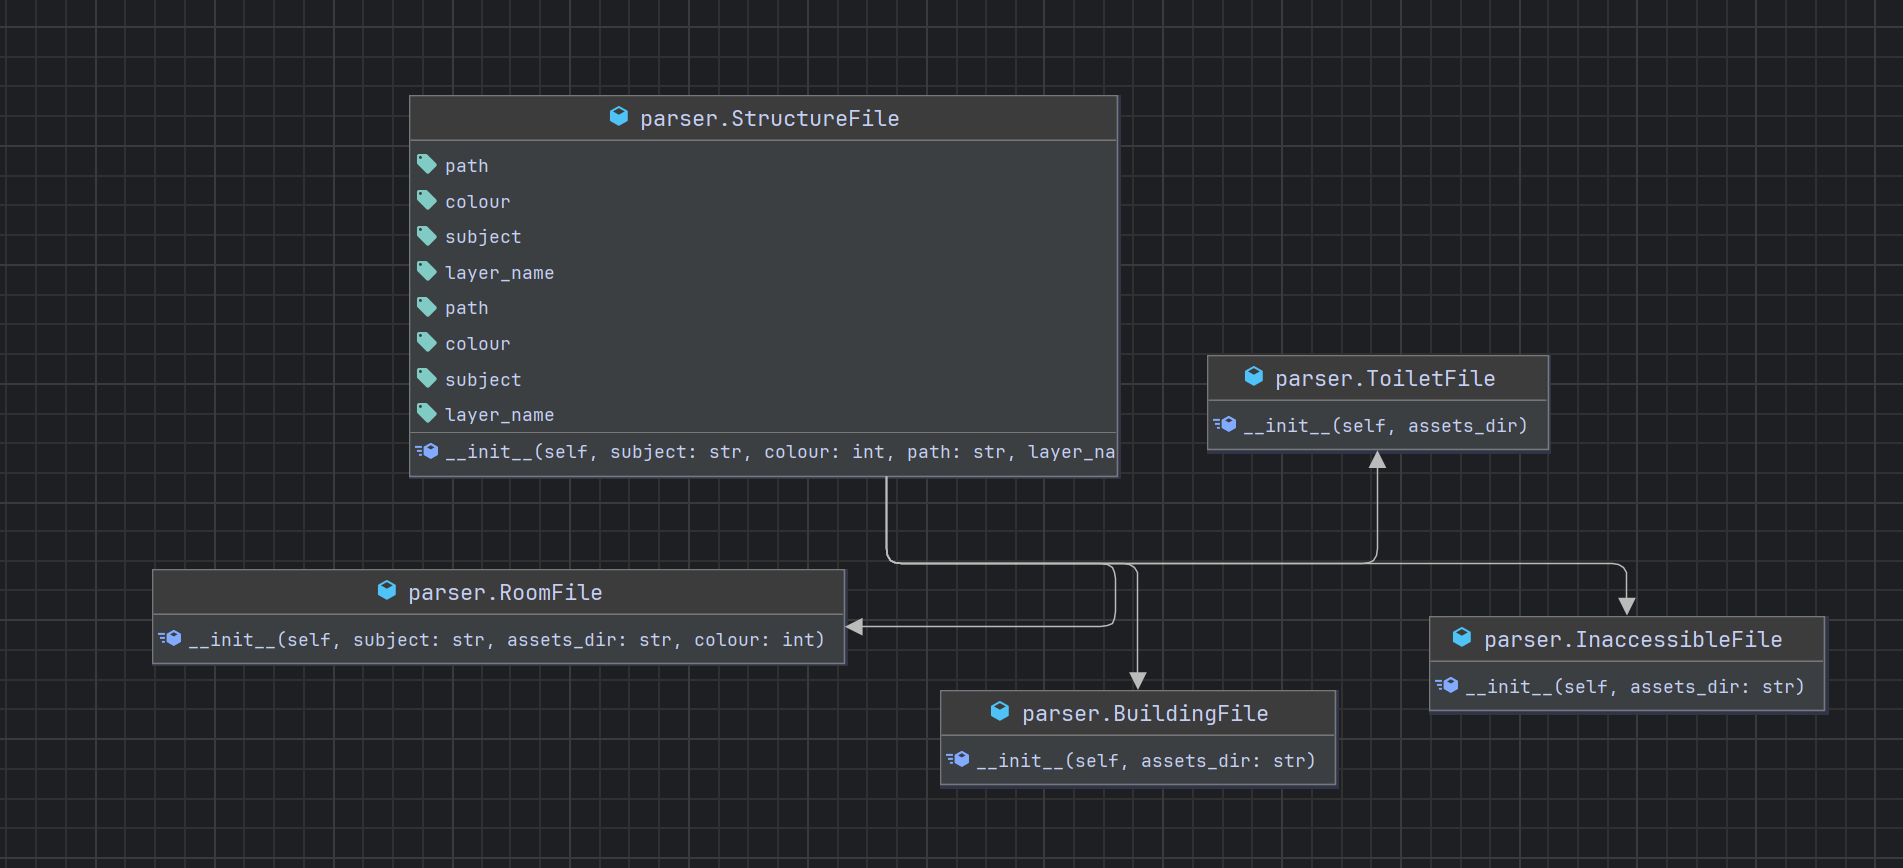 parser.StructureFile
path
colour
subject
layer_name
path
colour
subject
layer_name
__init__(self, subject: str, colour: int, path: str, layer_na
parser.ToiletFile
__init__(self, assets_dir)
parser.RoomFile
__init__(self, subject: str, assets_dir: str, colour: int)
parser.InaccessibleFile
__init__(self, assets_dir: str)
parser.BuildingFile
__init__(self, assets_dir: str)